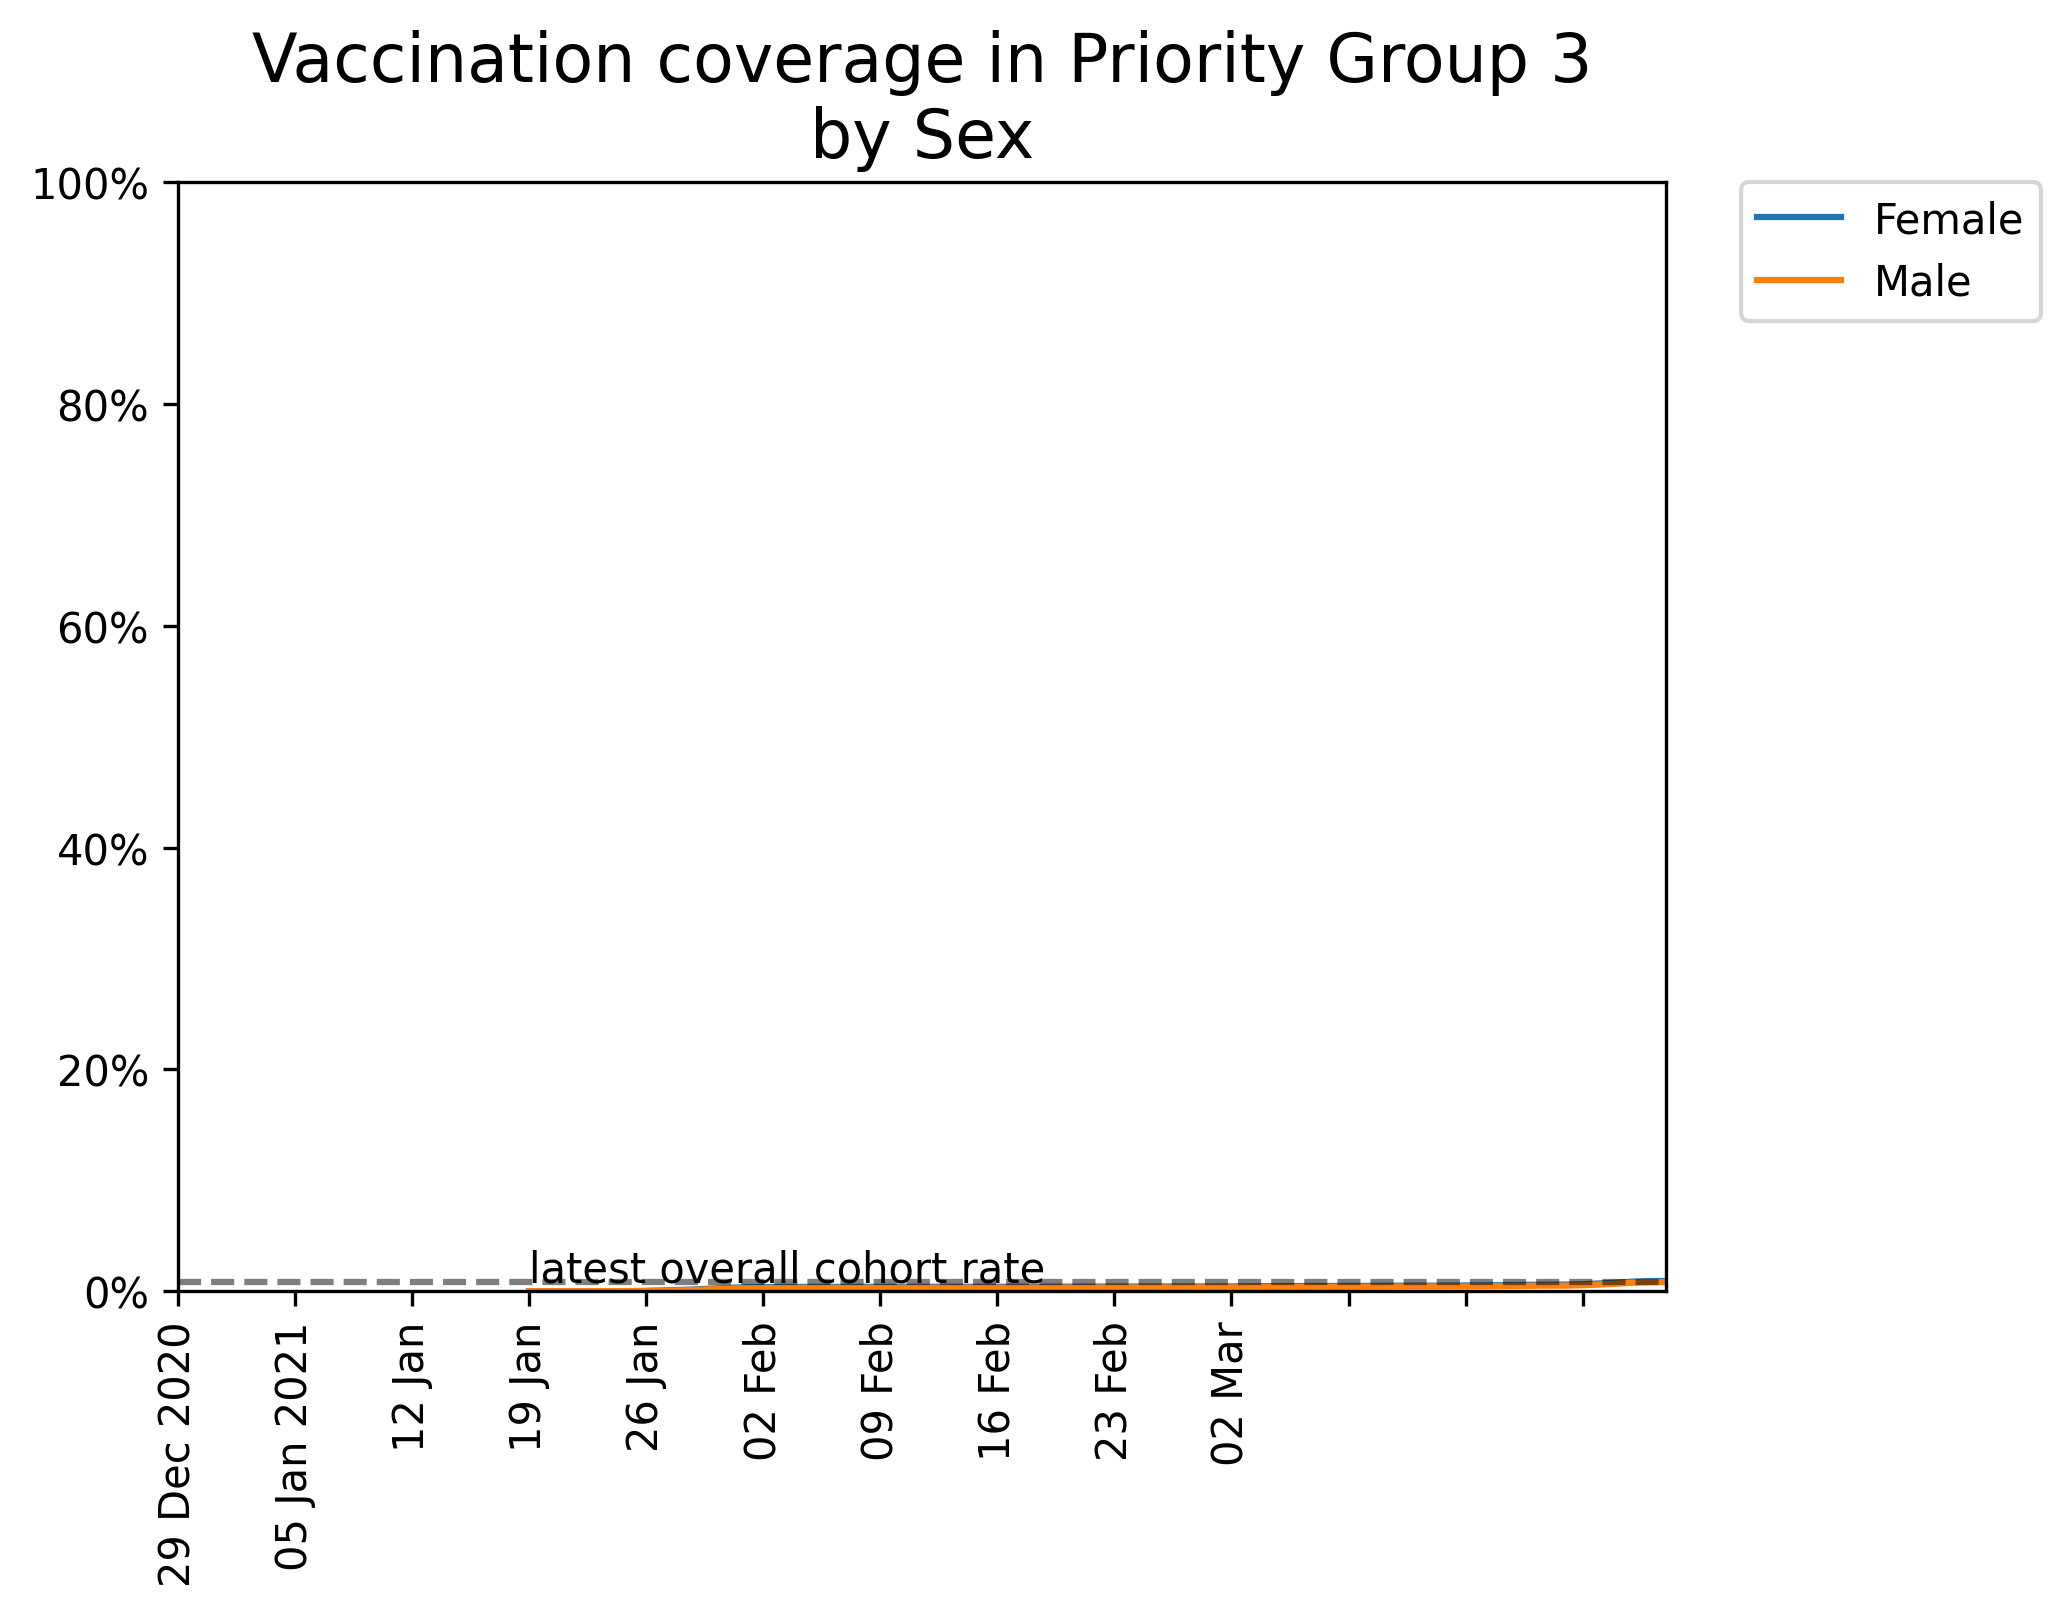 Vaccination coverage in Priority Group 3
by Sex
100%
80%
60%
40%
20%
0%
Female
Male
latest overall cohort rate
29 Dec 2020
05 Jan 2021
12 Jan
19 Jan
26 Jan
02 Feb
09 Feb
16 Feb
23 Feb
02 Mar